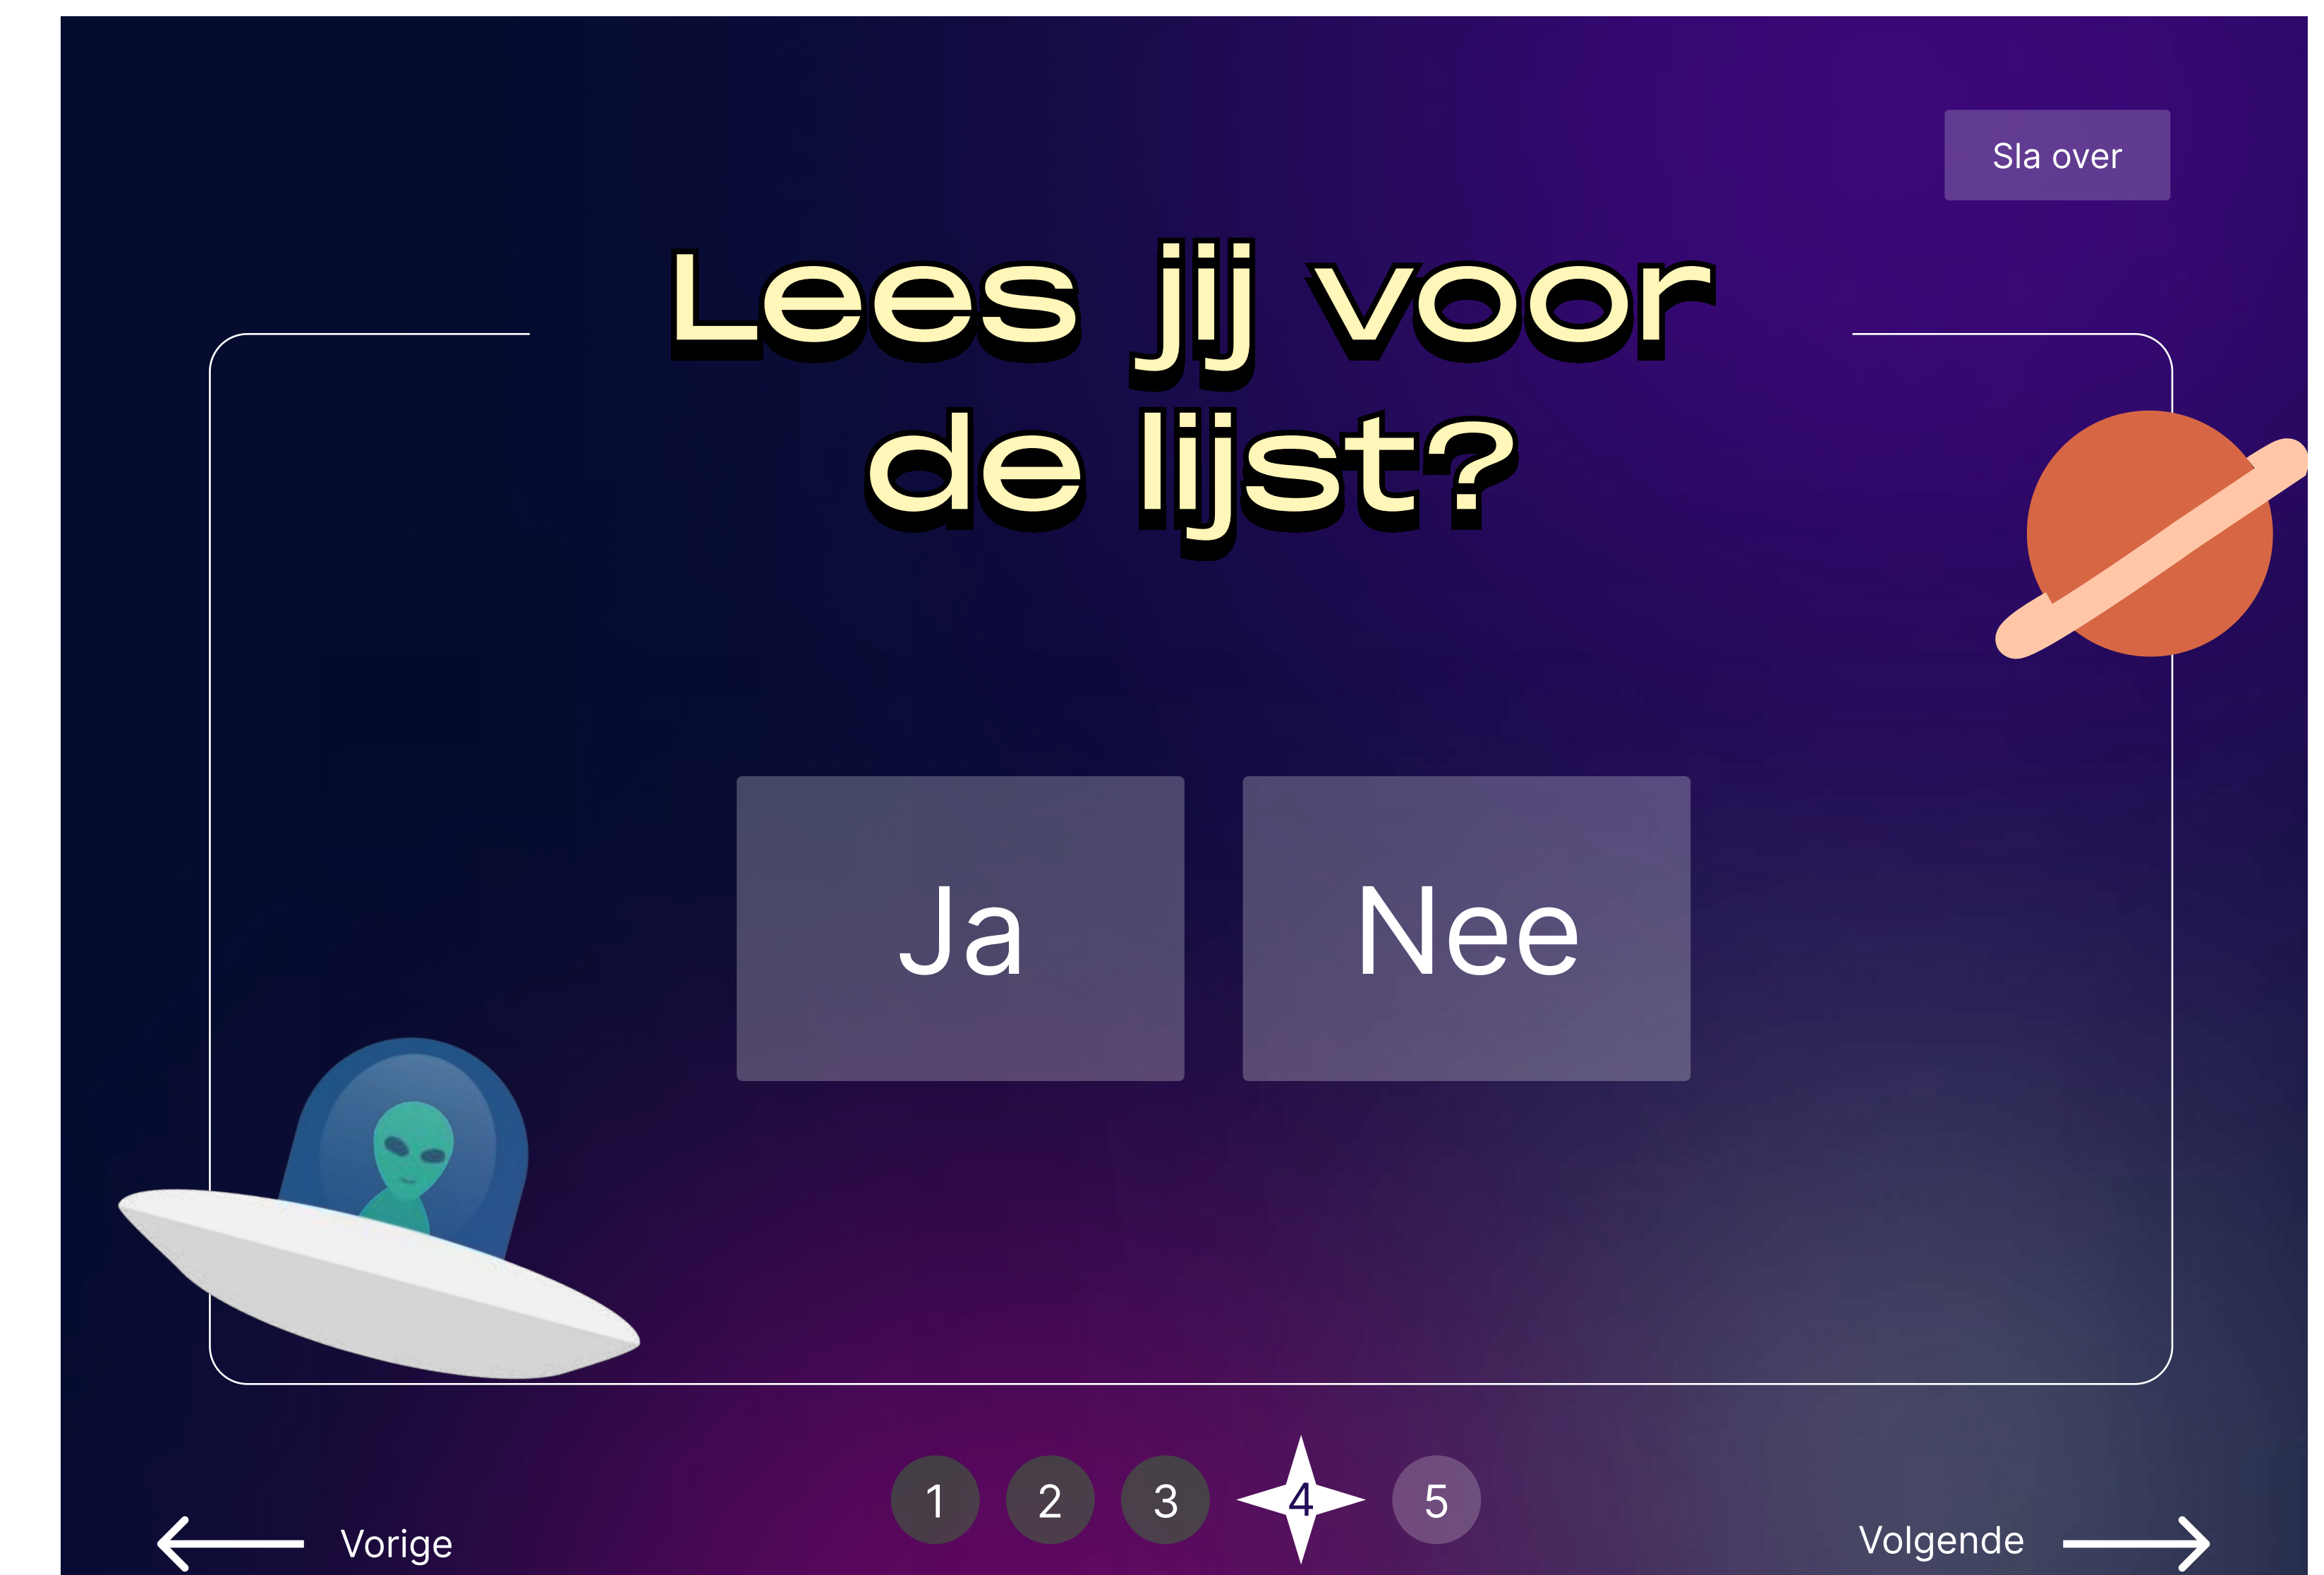 Sla over
Lees jij voor
de lijst?
Ja
Nee
1 2 3 4 5
Vorige
Volgende